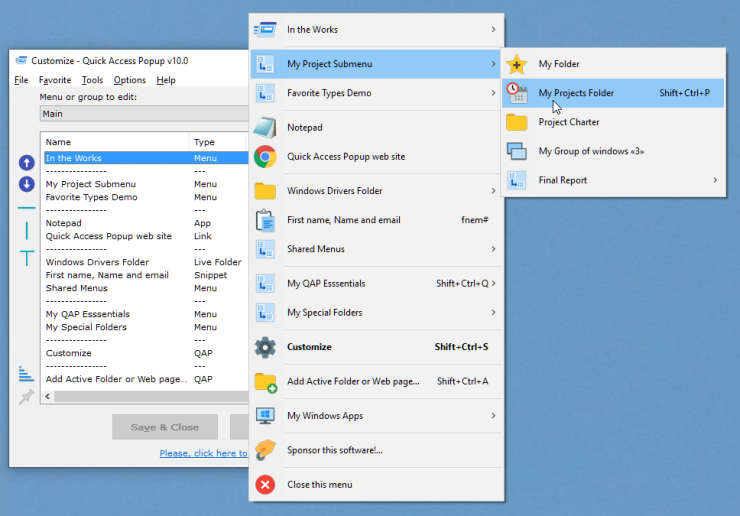 Customize - Quick Access Popup v10.0
File Favorite Tools Options Help
Menu or group to edit:
Main
Name Type
In the Works Menu
---------------- ---
My Project Submenu Menu
Favorite Types Demo Menu
---------------- ---
Notepad App
Quick Access Popup web site Link
---------------- ---
Windows Drivers Folder Live Folder
First name, Name and email Snippet
Shared Menus Menu
---------------- ---
My QAP Esssentials Menu
My Special Folders Menu
---------------- ---
Customize QAP
---------------- ---
Add Active Folder or Web page... QAP
Save & Close
Please, click here to
In the Works
My Project Submenu
Favorite Types Demo
Notepad
Quick Access Popup web site
Windows Drivers Folder
First name, Name and email fnem#
Shared Menus
My QAP Esssentials Shift+Ctrl+Q
My Special Folders
Customize Shift+Ctrl+S
Add Active Folder or Web page... Shift+Ctrl+A
My Windows Apps
Sponsor this software!...
Close this menu
My Folder
My Projects Folder Shift+Ctrl+P
Project Charter
My Group of windows «3»
Final Report